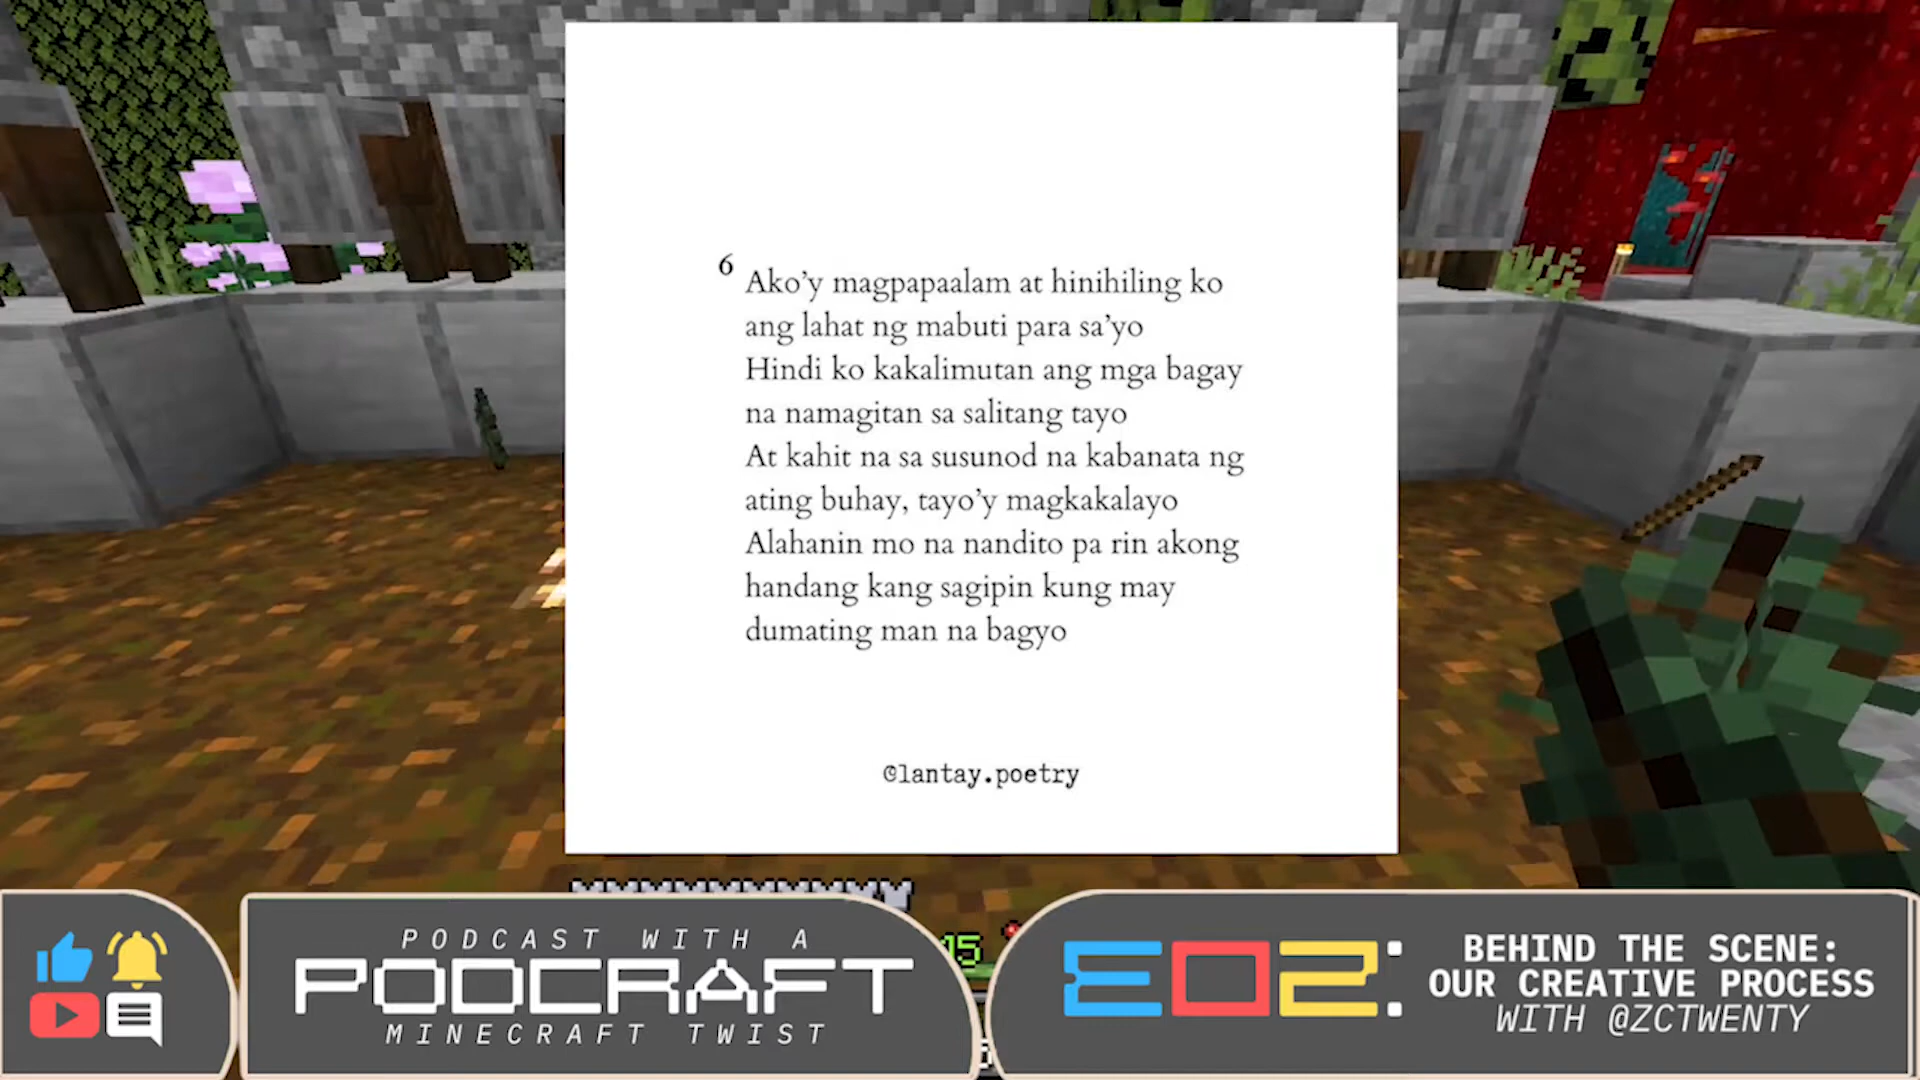 6
Ako’y magpapaalam at hinihiling ko
ang lahat ng mabuti para sa’yo
Hindi ko kakalimutan ang mga bagay
na namagitan sa salitang tayo
At kahit na sa susunod na kabanata ng
ating buhay, tayo’y magkakalayo
Alahanin mo na nandito pa rin akong
handang kang sagipin kung may
dumating man na bagyo
@lantay.poetry
15
PODCAST WITH A
PODCRAFT
MINECRAFT TWIST
E02:
BEHIND THE SCENE:
OUR CREATIVE PROCESS
WITH @ZCTWENTY